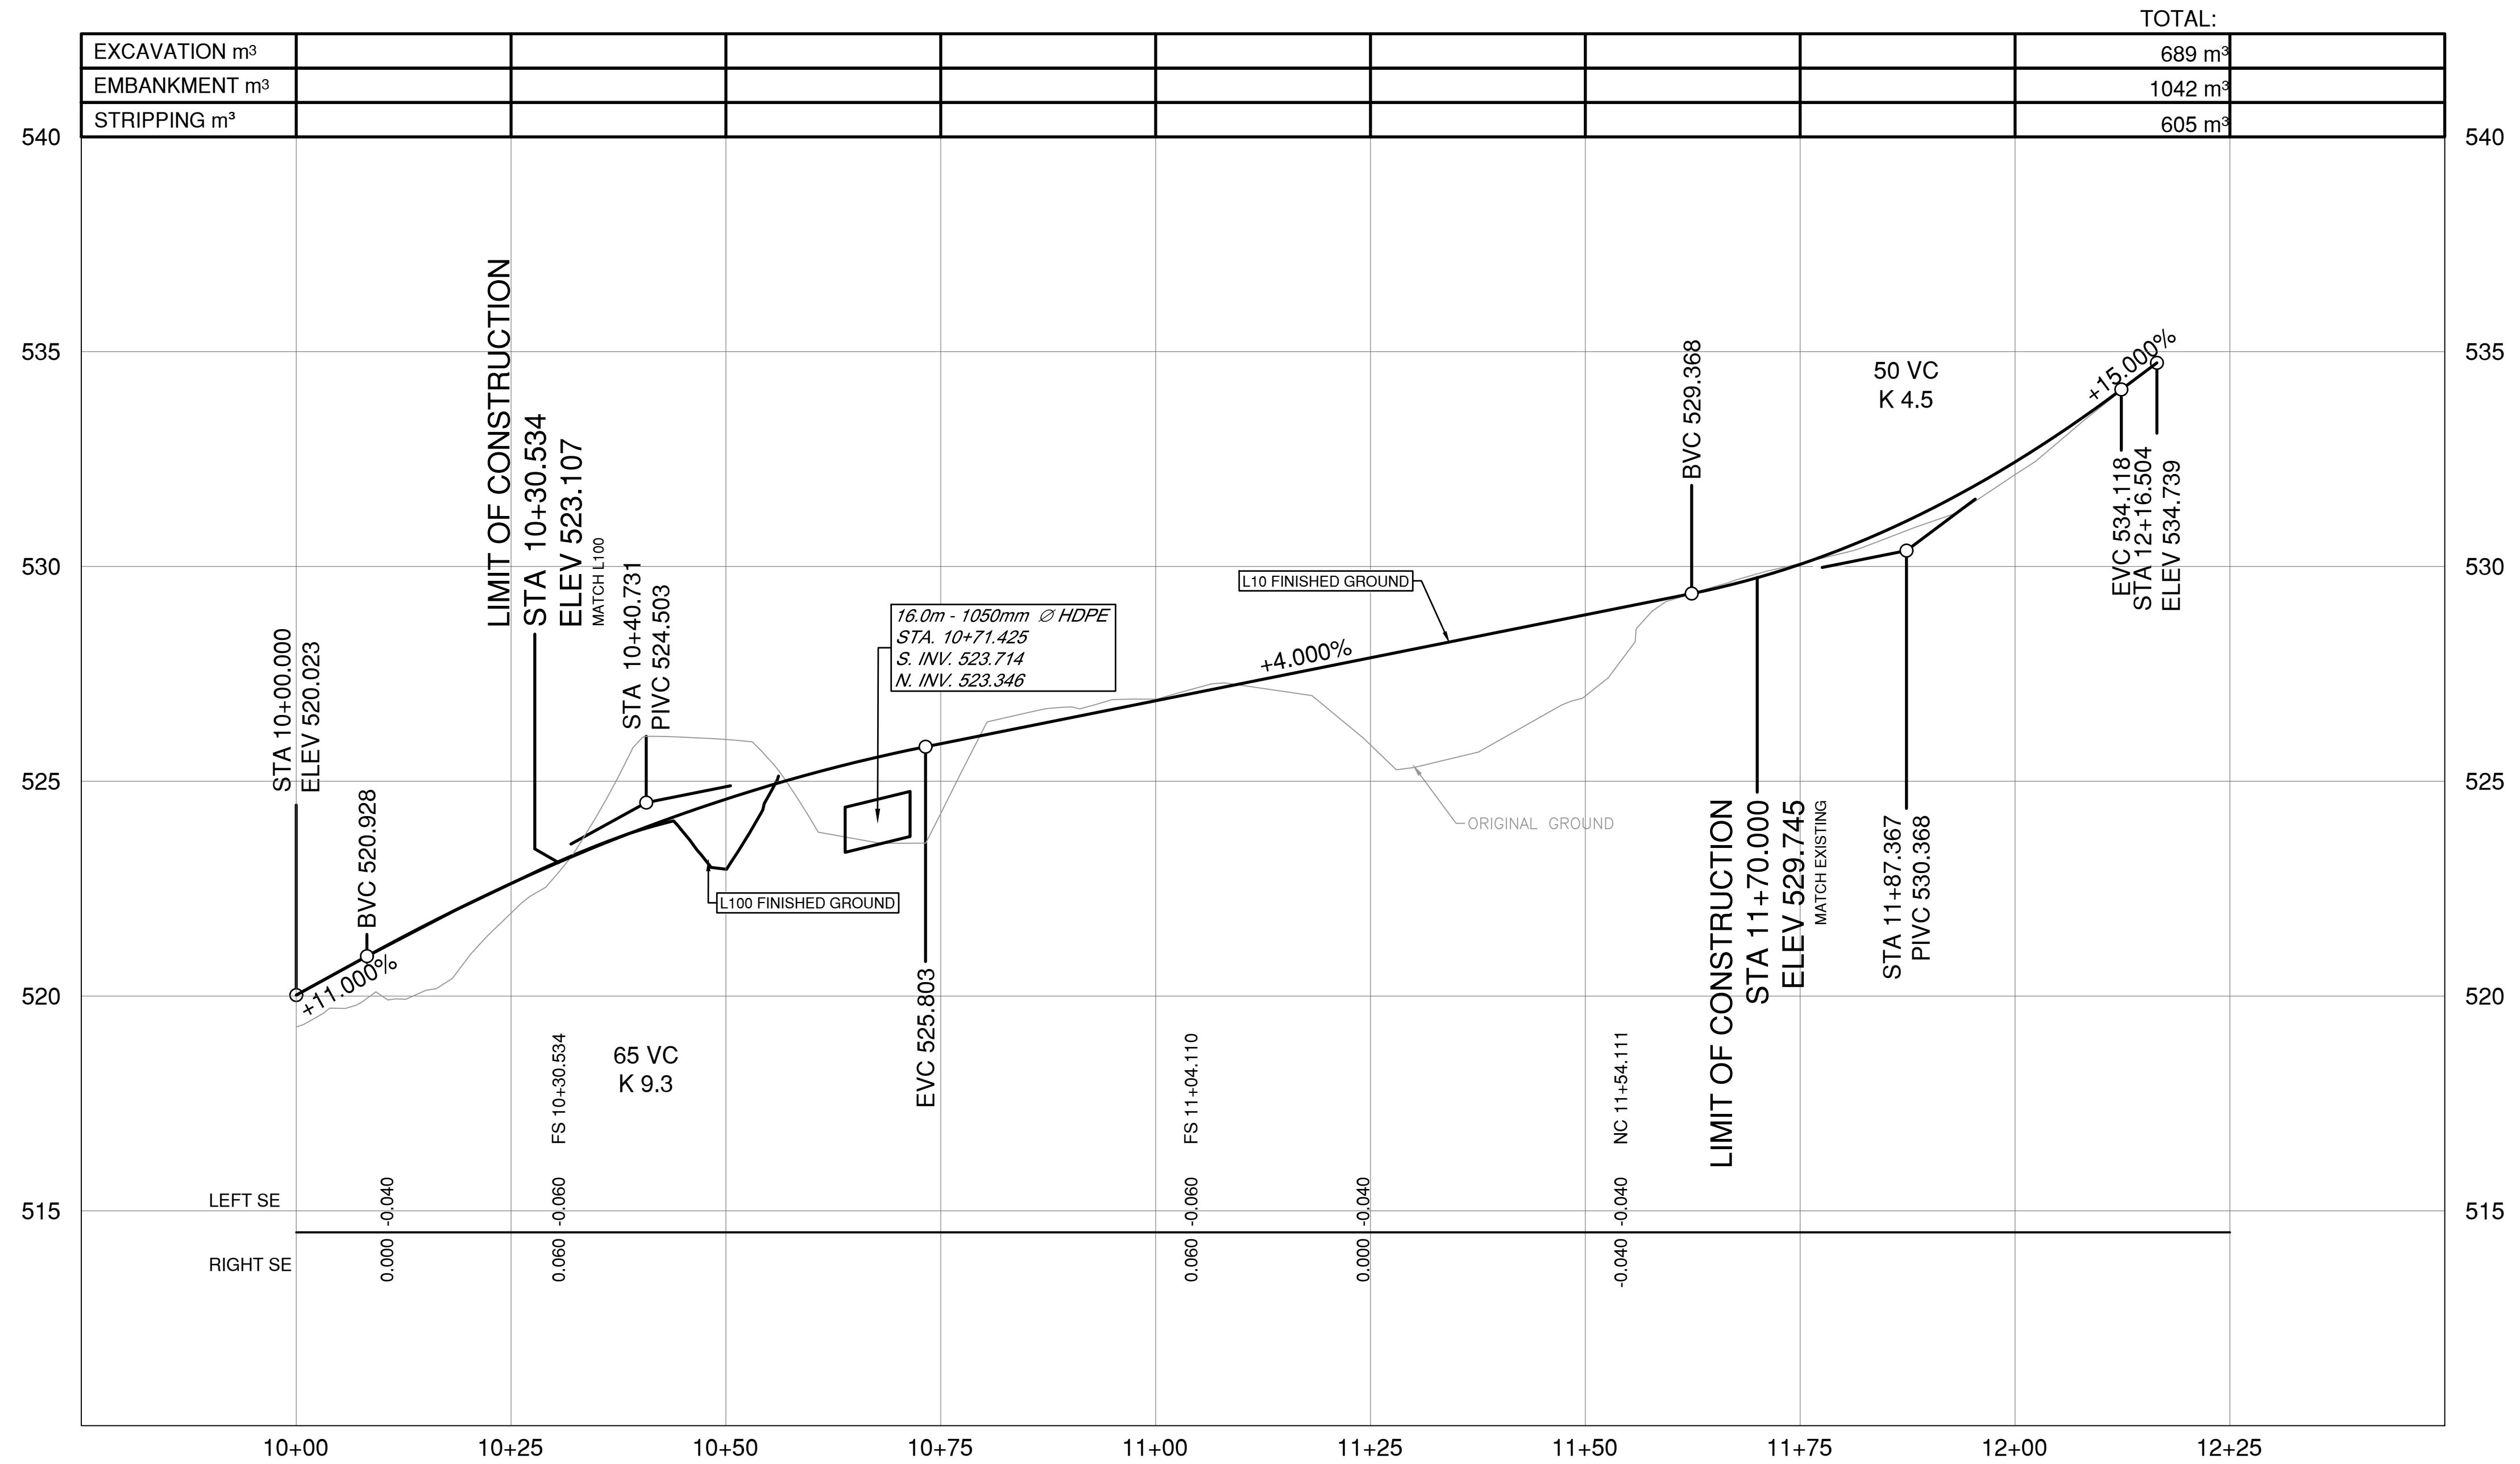 TOTAL:
EXCAVATION m³ 689 m³
EMBANKMENT m³ 1042 m³
STRIPPING m³ 605 m³
540 540
535 535
530 530
525 525
520 520
515 515
STA 10+00.000
ELEV 520.023
BVC 520.928
+11.000%
LIMIT OF CONSTRUCTION
STA 10+30.534
ELEV 523.107
MATCH L100
STA 10+40.731
PIVC 524.503
16.0m - 1050mm Ø HDPE
STA. 10+71.425
S. INV. 523.714
N. INV. 523.346
L100 FINISHED GROUND
65 VC
K 9.3
EVC 525.803
L10 FINISHED GROUND
+4.000%
ORIGINAL GROUND
BVC 529.368
LIMIT OF CONSTRUCTION
STA 11+70.000
ELEV 529.745
MATCH EXISTING
50 VC
K 4.5
STA 11+87.367
PIVC 530.368
+15.000%
EVC 534.118
STA 12+16.504
ELEV 534.739
FS 10+30.534
FS 11+04.110
NC 11+54.111
LEFT SE -0.040 -0.060 -0.060 -0.040 -0.040
RIGHT SE 0.000 0.060 0.060 0.000 -0.040
10+00 10+25 10+50 10+75 11+00 11+25 11+50 11+75 12+00 12+25